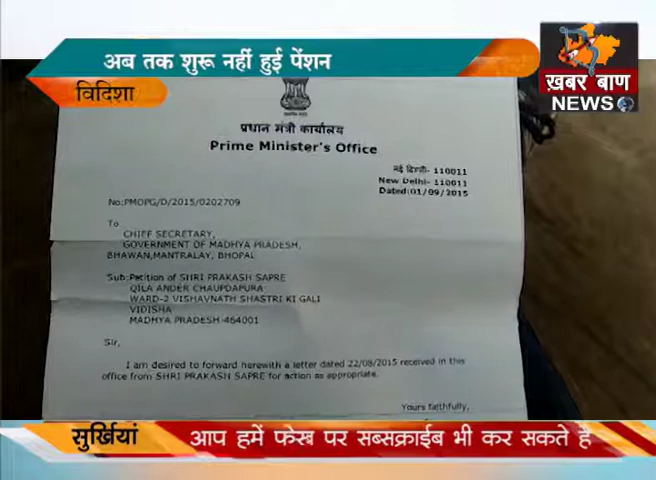 अब तक शुरू नहीं हुई पेंशन
विदिशा
ख़बर बाण
NEWS
प्रधान मंत्री कार्यालय
Prime Minister's Office
नई दिल्ली- 110011
New Delhi- 110011
Dated:01/09/2015
No:PMOPG/D/2015/0202709
To
CHIEF SECRETARY,
GOVERNMENT OF MADHYA PRADESH,
BHAWAN,MANTRALAY, BHOPAL
Sub:Petition of SHRI PRAKASH SAPRE
QILA ANDER CHAUPDAPURA
WARD-2 VISHAVNATH SHASTRI KI GALI
VIDISHA
MADHYA PRADESH-464001
Sir,
I am desired to forward herewith a letter dated 22/08/2015 received in this
office from SHRI PRAKASH SAPRE for action as appropriate.
Yours faithfully,
सुर्खियां
आप हमें फेसब पर सब्सक्राईब भी कर सकते है